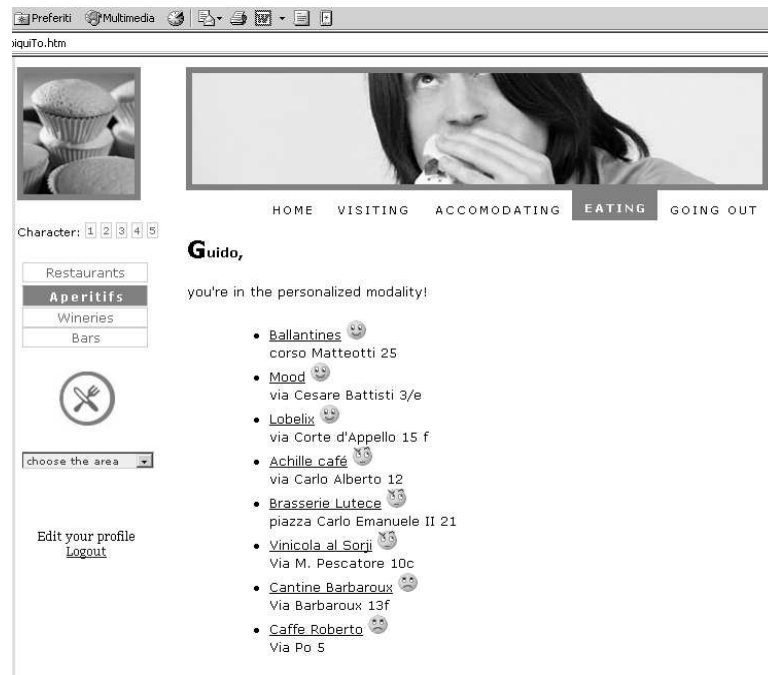 Preferiti Multimedia
iquiTo.htm
HOME VISITING ACCOMODATING EATING GOING OUT
Character: 1 2 3 4 5
Restaurants
Aperitifs
Wineries
Bars
choose the area
Edit your profile
Logout
Guido,
you're in the personalized modality!
Ballantines
corso Matteotti 25
Mood
via Cesare Battisti 3/e
Lobelix
via Corte d'Appello 15 f
Achille café
via Carlo Alberto 12
Brasserie Lutece
piazza Carlo Emanuele II 21
Vinicola al Sorji
Via M. Pescatore 10c
Cantine Barbaroux
Via Barbaroux 13f
Caffe Roberto
Via Po 5